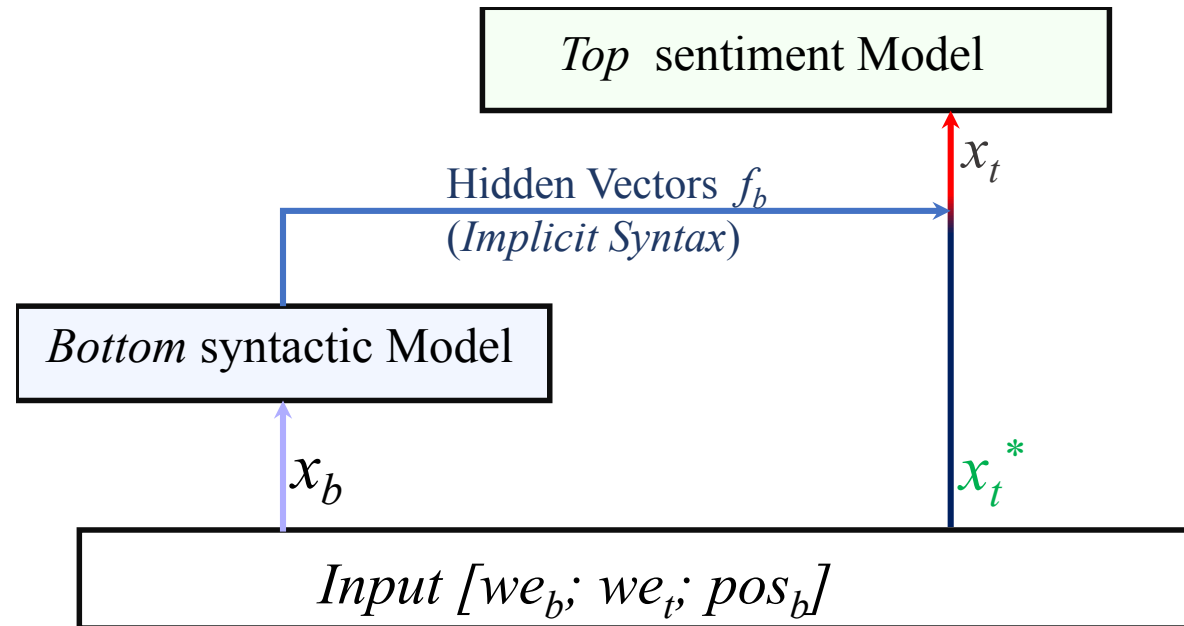 Top sentiment Model
x_t
Hidden Vectors f_b
(Implicit Syntax)
Bottom syntactic Model
x_b
x_t^*
Input [we_b; we_t; pos_b]